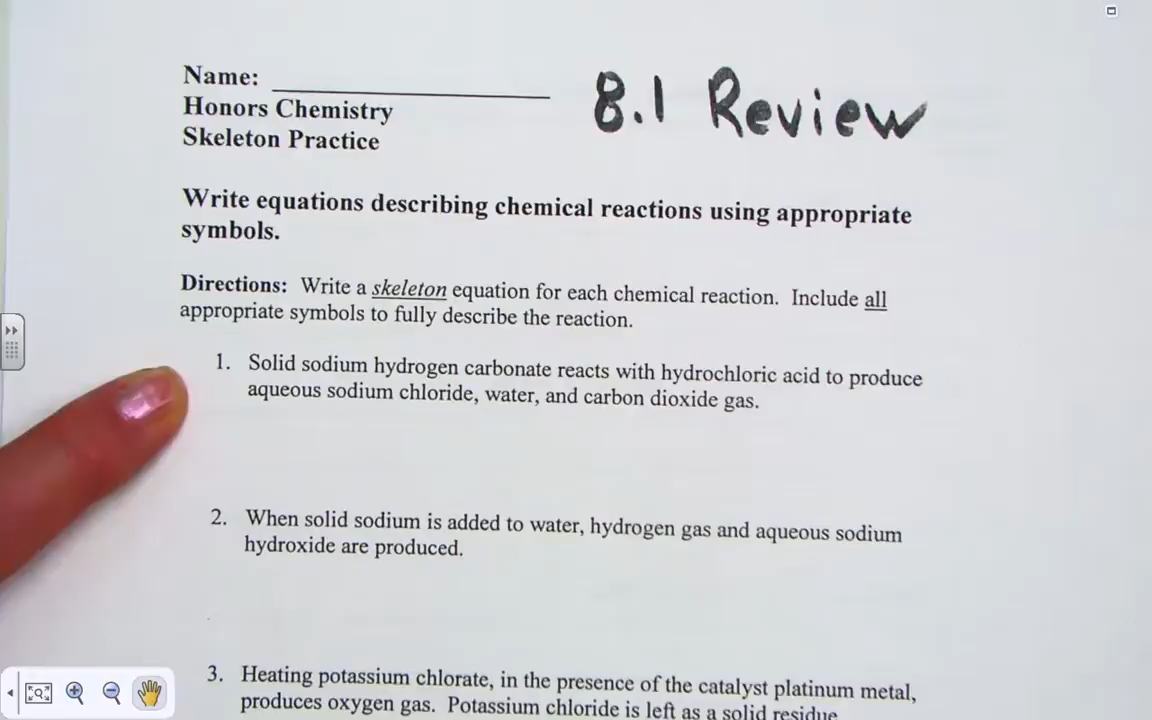 Name: ____________________
8.1 Review
Honors Chemistry
Skeleton Practice
Write equations describing chemical reactions using appropriate
symbols.
Directions: Write a skeleton equation for each chemical reaction. Include all
appropriate symbols to fully describe the reaction.
1. Solid sodium hydrogen carbonate reacts with hydrochloric acid to produce
aqueous sodium chloride, water, and carbon dioxide gas.
2. When solid sodium is added to water, hydrogen gas and aqueous sodium
hydroxide are produced.
3. Heating potassium chlorate, in the presence of the catalyst platinum metal,
produces oxygen gas. Potassium chloride is left as a solid residue